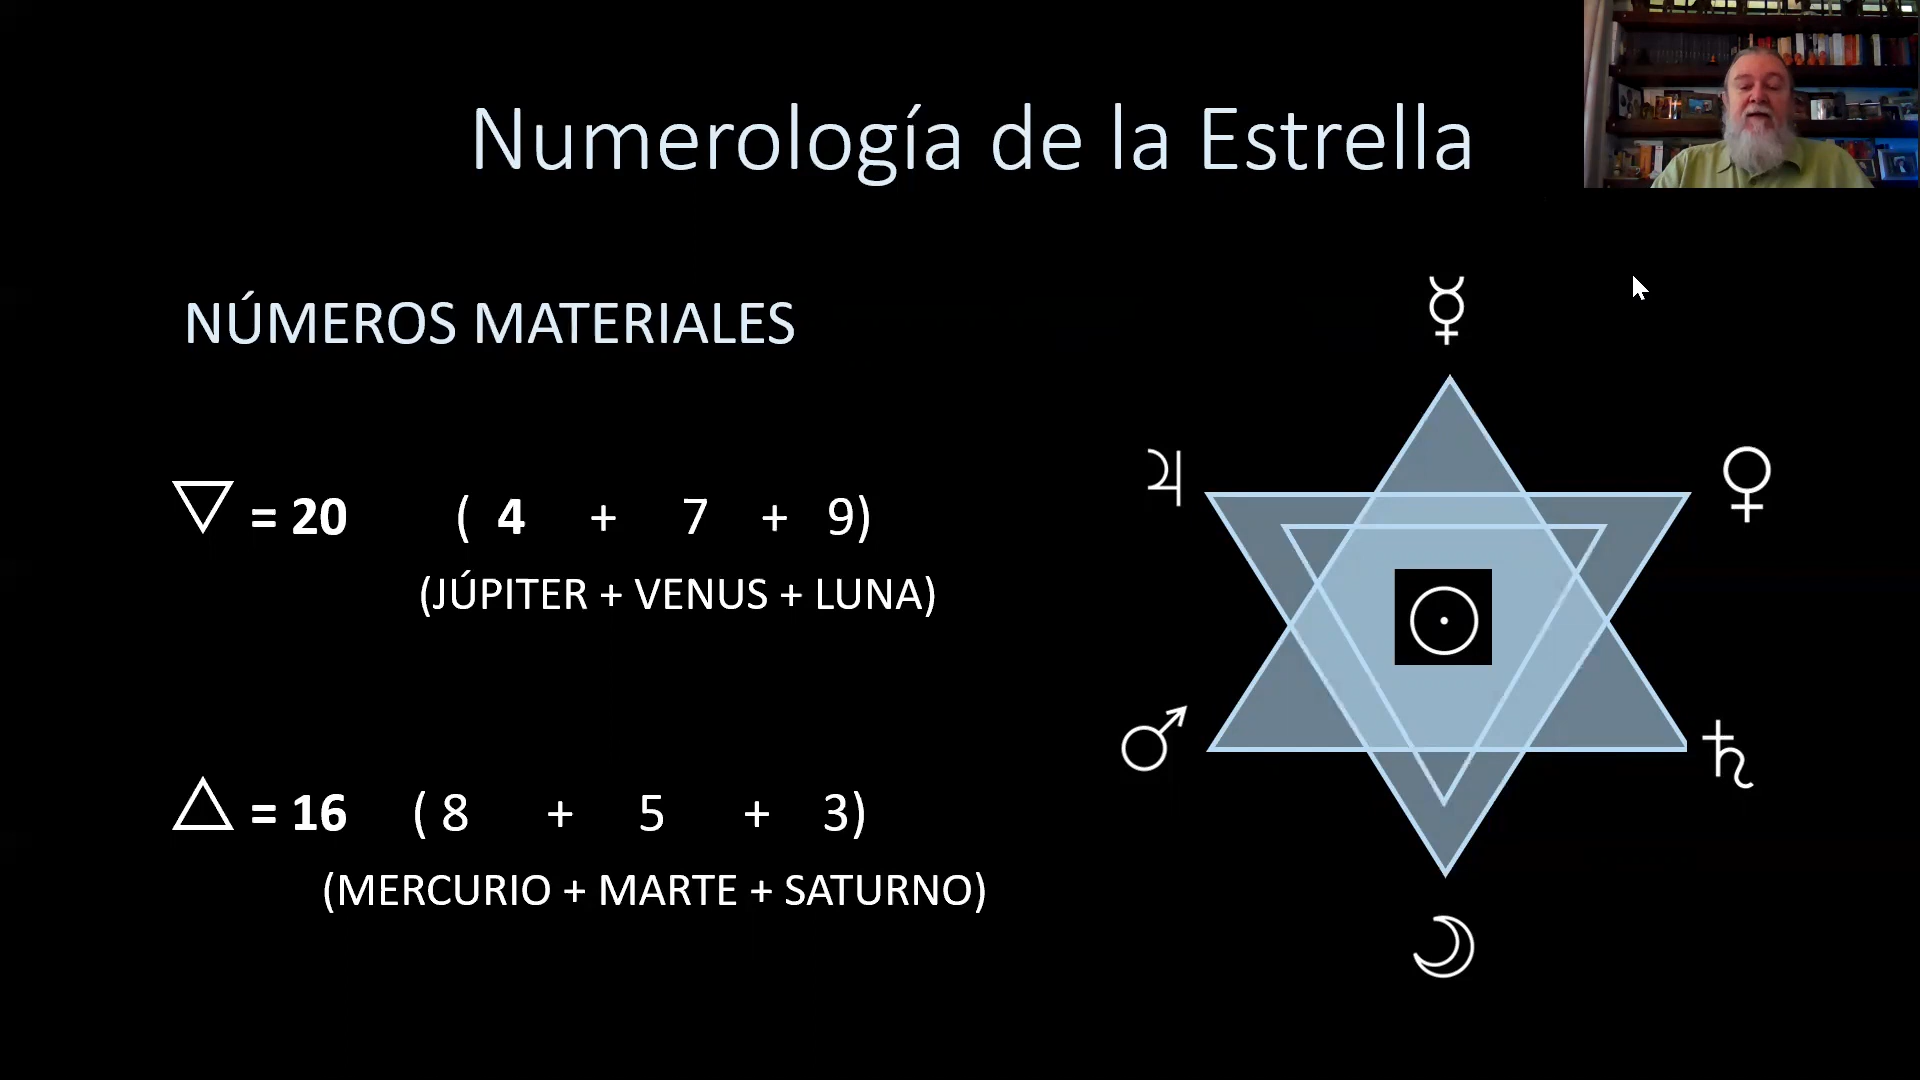 Numerología de la Estrella
NÚMEROS MATERIALES
▽ = 20 ( 4 + 7 + 9)
(JÚPITER + VENUS + LUNA)
△ = 16 ( 8 + 5 + 3)
(MERCURIO + MARTE + SATURNO)
☿
♃
♀
☉
♂
♄
☽